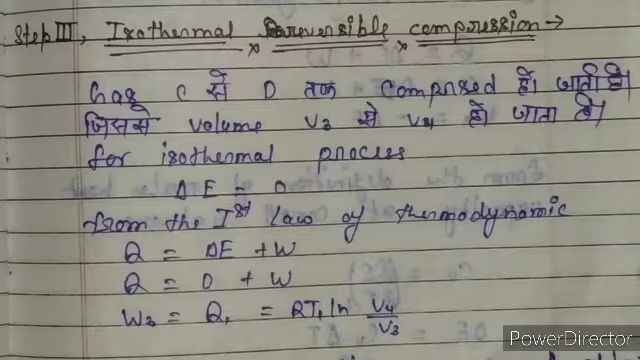 Step III, Isothermal Reversible compression →
Gas C से D तक Comprssed हो जाती है।
जिससे volume V3 से V4 हो जाता है।
for isothermal process
ΔE = 0
from the Ist law of thermodynamic
Q = ΔE + W
Q = 0 + W
W3 = Q1 = RT1 ln V4/V3
PowerDirector